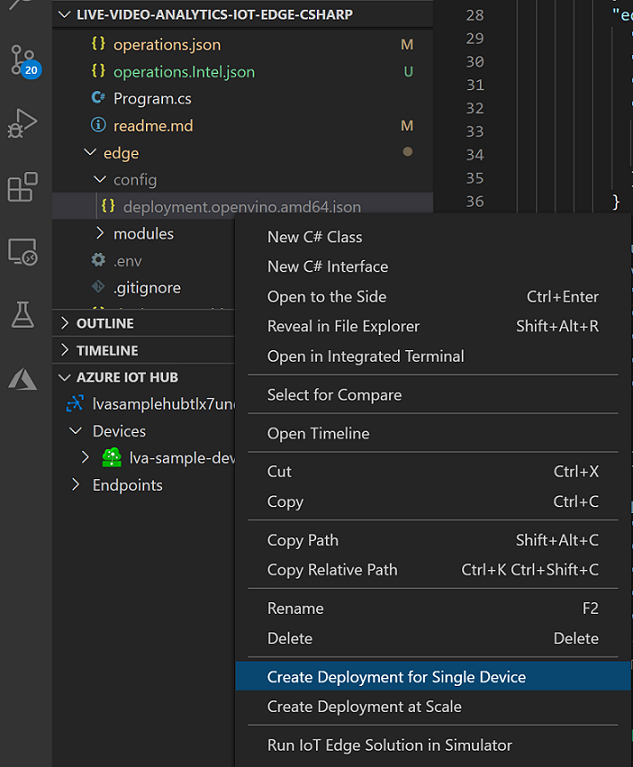 LIVE-VIDEO-ANALYTICS-IOT-EDGE-CSHARP
{} operations.json M
{} operations.Intel.json U
C# Program.cs
readme.md M
edge
config
{} deployment.openvino.amd64.json
modules
.env
.gitignore
OUTLINE
TIMELINE
AZURE IOT HUB
lvasamplehubtlx7un
Devices
lva-sample-dev
Endpoints
20
28
29
30
31
32
33
34
35
36 }
New C# Class
New C# Interface
Open to the Side Ctrl+Enter
Reveal in File Explorer Shift+Alt+R
Open in Integrated Terminal
Select for Compare
Open Timeline
Cut Ctrl+X
Copy Ctrl+C
Copy Path Shift+Alt+C
Copy Relative Path Ctrl+K Ctrl+Shift+C
Rename F2
Delete Delete
Create Deployment for Single Device
Create Deployment at Scale
Run IoT Edge Solution in Simulator